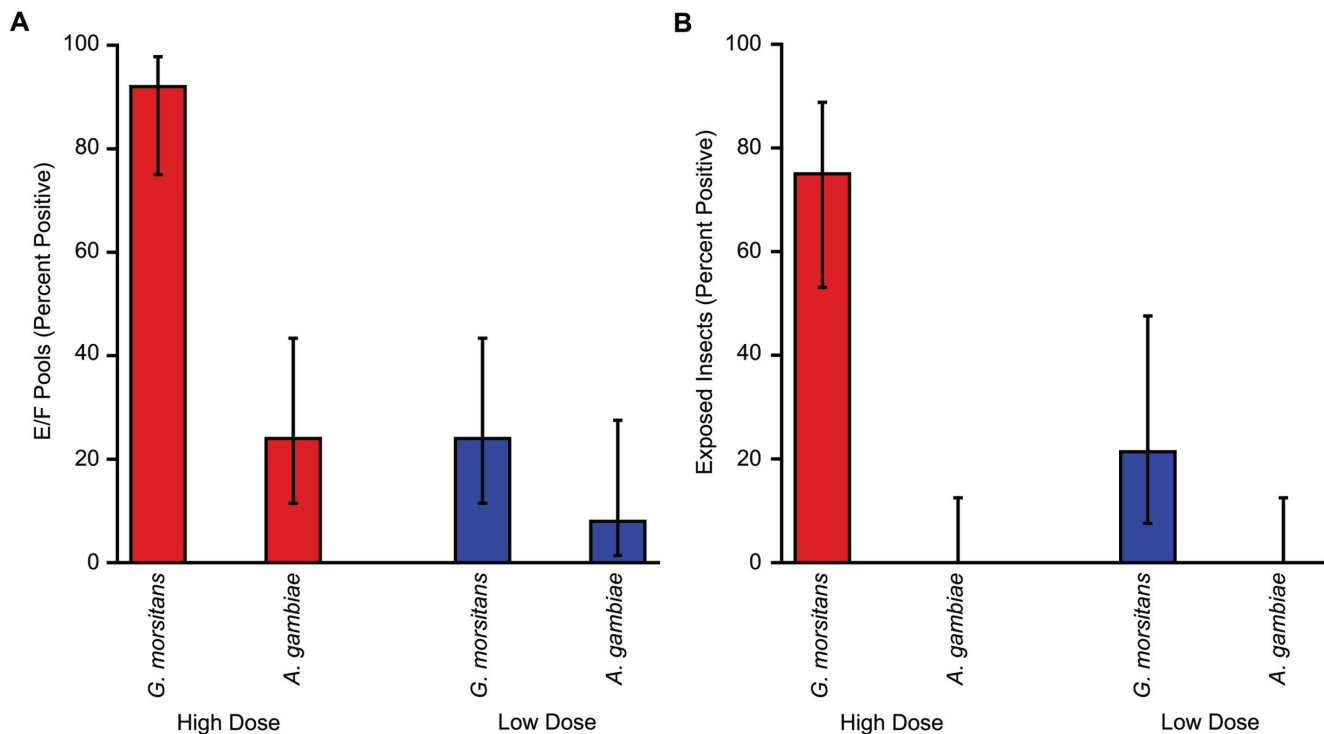 A
E/F Pools (Percent Positive)
100
80
60
40
20
0
G. morsitans
A. gambiae
G. morsitans
A. gambiae
High Dose
Low Dose
B
Exposed Insects (Percent Positive)
100
80
60
40
20
0
G. morsitans
A. gambiae
G. morsitans
A. gambiae
High Dose
Low Dose